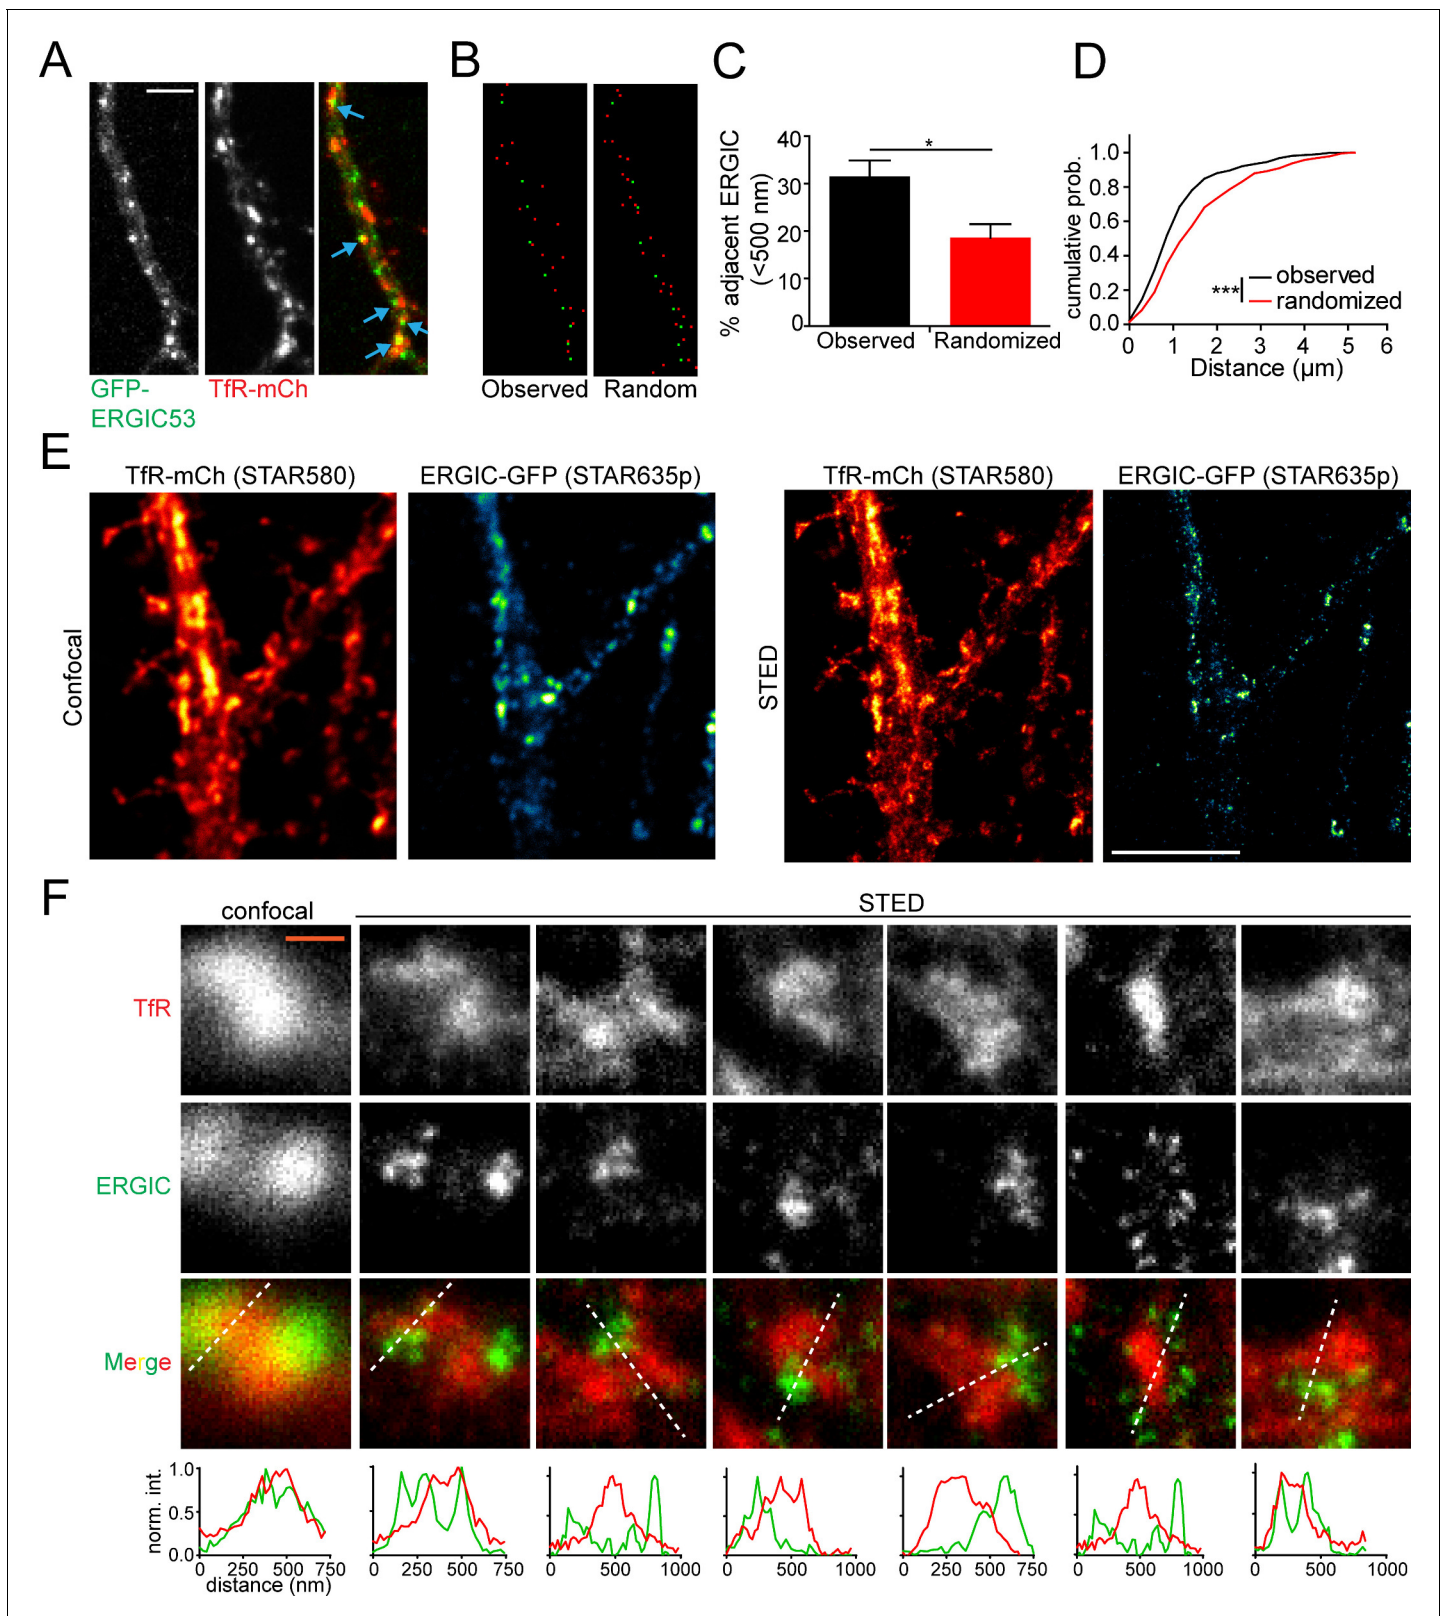 A
B
C
D
GFP-
ERGIC53
TfR-mCh
Observed
Random
% adjacent ERGIC
(<500 nm)
40
30
20
10
0
*
Observed
Randomized
cumulative prob.
1.0
0.8
0.6
0.4
0.2
0.0
observed
***
randomized
0 1 2 3 4 5 6
Distance (µm)
E
TfR-mCh (STAR580)
ERGIC-GFP (STAR635p)
TfR-mCh (STAR580)
ERGIC-GFP (STAR635p)
Confocal
STED
F
confocal
STED
TfR
ERGIC
Merge
norm. int.
1.0
0.5
0.0
0 250 500 750
distance (nm)
0 250 500 750
0 500 1000
0 500 1000
0 250 500 750
0 500 1000
0 500 1000